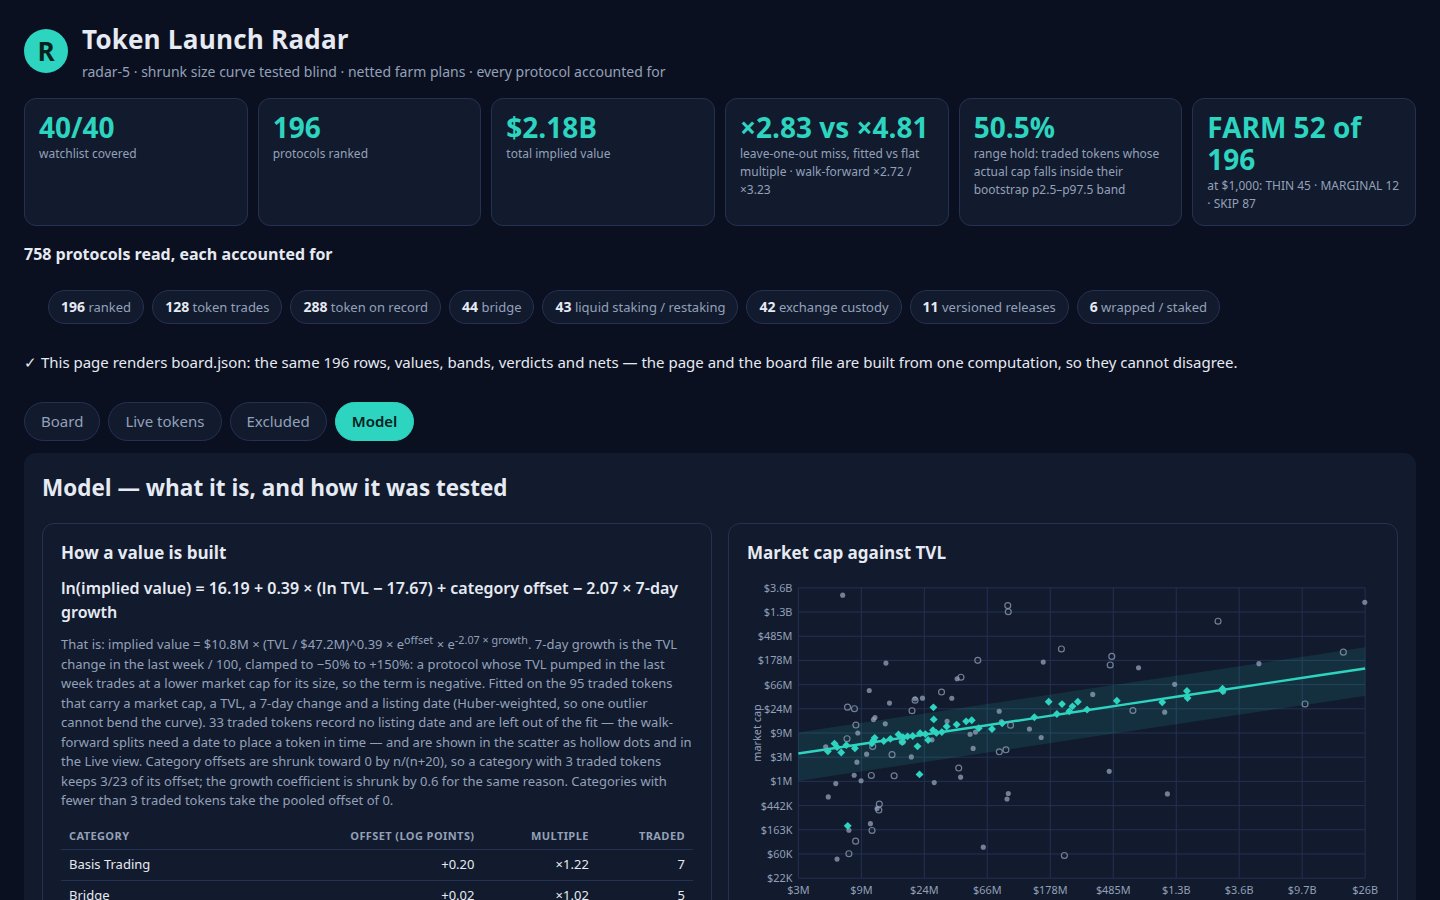 R
Token Launch Radar
radar-5 · shrunk size curve tested blind · netted farm plans · every protocol accounted for
40/40
watchlist covered
196
protocols ranked
$2.18B
total implied value
×2.83 vs ×4.81
leave-one-out miss, fitted vs flat
multiple · walk-forward ×2.72 /
×3.23
50.5%
range hold: traded tokens whose
actual cap falls inside their
bootstrap p2.5–p97.5 band
FARM 52 of
196
at $1,000: THIN 45 · MARGINAL 12
· SKIP 87
758 protocols read, each accounted for
196 ranked
128 token trades
288 token on record
44 bridge
43 liquid staking / restaking
42 exchange custody
11 versioned releases
6 wrapped / staked
✓ This page renders board.json: the same 196 rows, values, bands, verdicts and nets — the page and the board file are built from one computation, so they cannot disagree.
Board
Live tokens
Excluded
Model
Model — what it is, and how it was tested
How a value is built
ln(implied value) = 16.19 + 0.39 × (ln TVL − 17.67) + category offset − 2.07 × 7-day
growth
That is: implied value = $10.8M × (TVL / $47.2M)^0.39 × e^offset × e^-2.07 × growth. 7-day growth is the TVL
change in the last week / 100, clamped to −50% to +150%: a protocol whose TVL pumped in the last
week trades at a lower market cap for its size, so the term is negative. Fitted on the 95 traded tokens
that carry a market cap, a TVL, a 7-day change and a listing date (Huber-weighted, so one outlier
cannot bend the curve). 33 traded tokens record no listing date and are left out of the fit — the walk-
forward splits need a date to place a token in time — and are shown in the scatter as hollow dots and in
the Live view. Category offsets are shrunk toward 0 by n/(n+20), so a category with 3 traded tokens
keeps 3/23 of its offset; the growth coefficient is shrunk by 0.6 for the same reason. Categories with
fewer than 3 traded tokens take the pooled offset of 0.
CATEGORY OFFSET (LOG POINTS) MULTIPLE TRADED
Basis Trading +0.20 ×1.22 7
Bridge +0.02 ×1.02 5
Market cap against TVL
$3.6B
$1.3B
$485M
$178M
$66M
$24M
$9M
$3M
$1M
$442K
$163K
$60K
$22K
market cap
$3M $9M $24M $66M $178M $485M $1.3B $3.6B $9.7B $26B